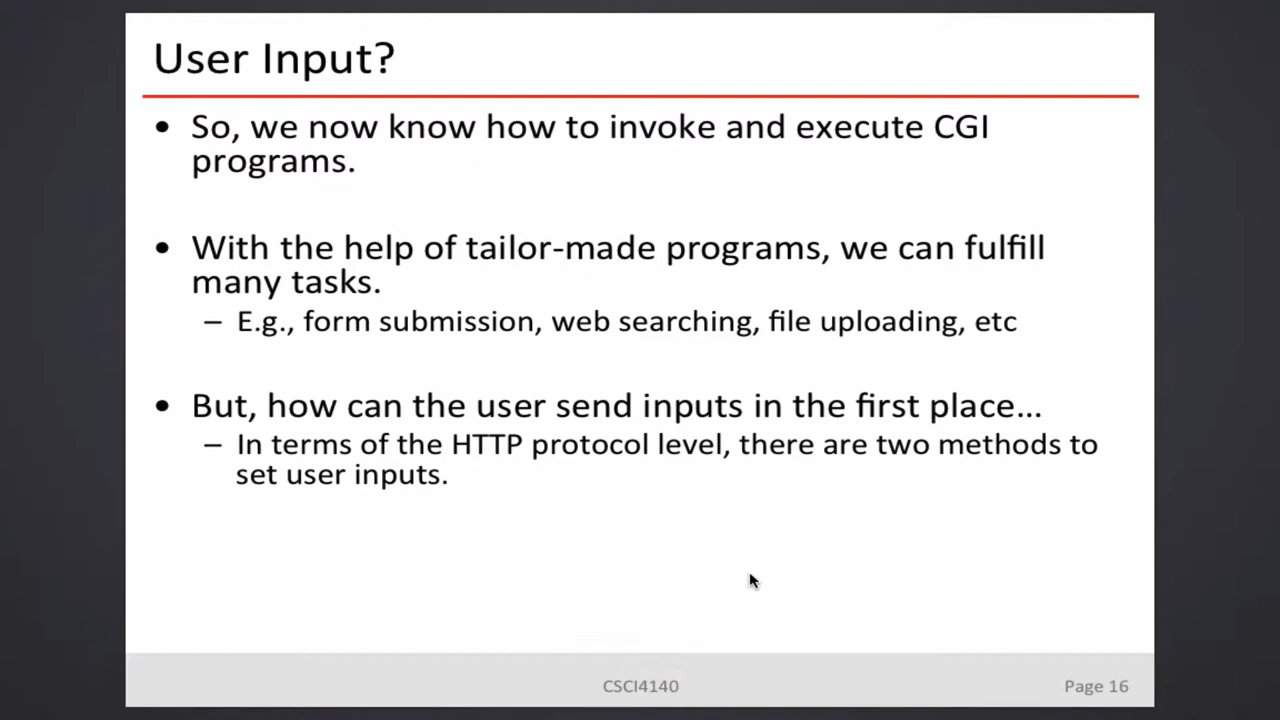 User Input?
• So, we now know how to invoke and execute CGI
programs.
• With the help of tailor-made programs, we can fulfill
many tasks.
– E.g., form submission, web searching, file uploading, etc
• But, how can the user send inputs in the first place...
– In terms of the HTTP protocol level, there are two methods to
set user inputs.
CSCI4140
Page 16